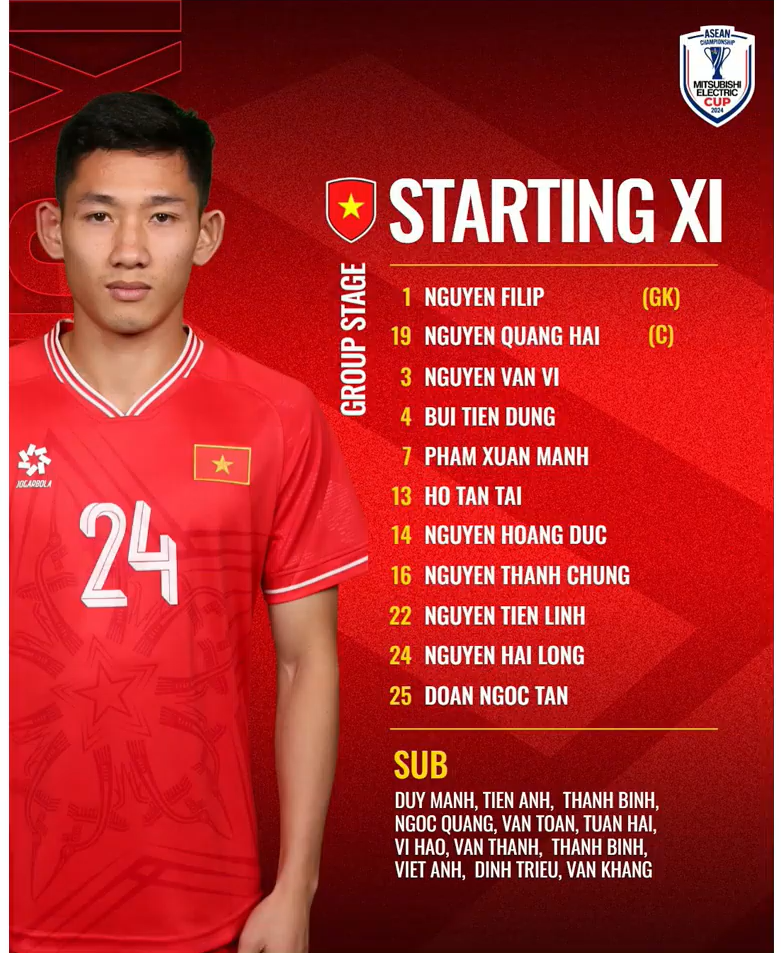 ASEAN
CHAMPIONSHIP
MITSUBISHI
ELECTRIC
CUP
2024
STARTING XI
GROUP STAGE
1 NGUYEN FILIP (GK)
19 NGUYEN QUANG HAI (C)
3 NGUYEN VAN VI
4 BUI TIEN DUNG
7 PHAM XUAN MANH
13 HO TAN TAI
14 NGUYEN HOANG DUC
16 NGUYEN THANH CHUNG
22 NGUYEN TIEN LINH
24 NGUYEN HAI LONG
25 DOAN NGOC TAN
SUB
DUY MANH, TIEN ANH, THANH BINH,
NGOC QUANG, VAN TOAN, TUAN HAI,
VI HAO, VAN THANH, THANH BINH,
VIET ANH, DINH TRIEU, VAN KHANG
JOGARBOLA
24